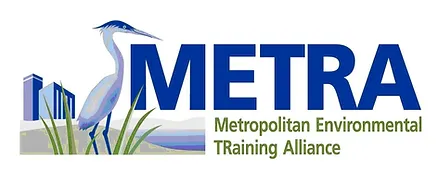 METRA
Metropolitan Environmental
TRaining Alliance